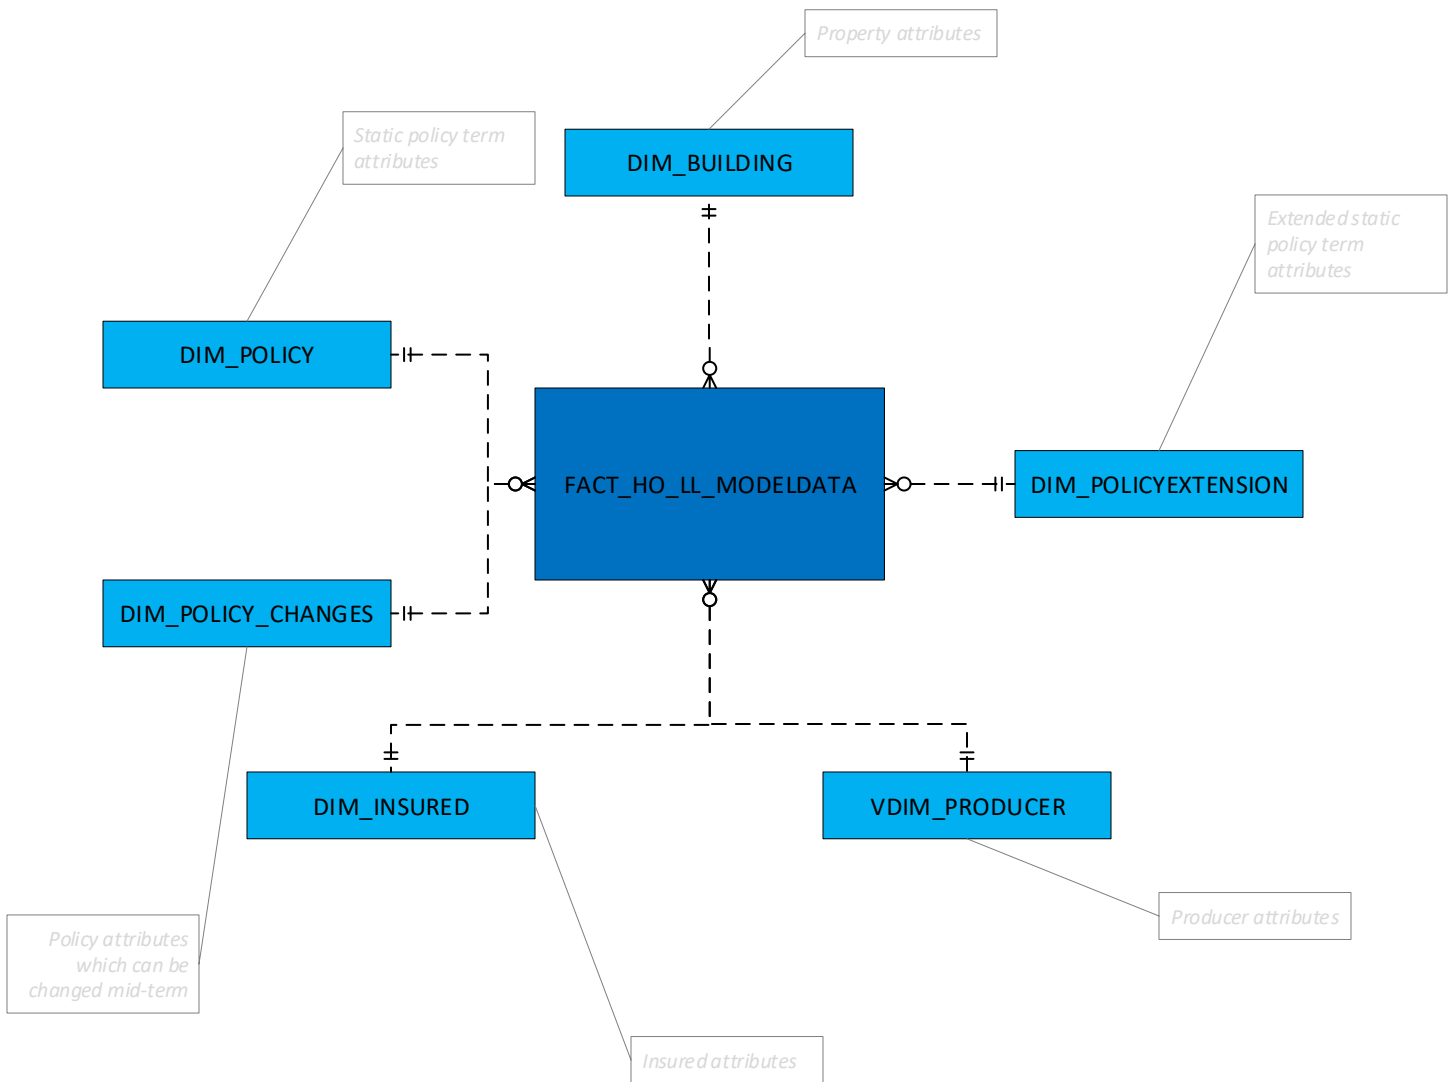 Property attributes
Static policy term
attributes
DIM_BUILDING
Extended static
policy term
attributes
DIM_POLICY
FACT_HO_LL_MODELDATA
DIM_POLICYEXTENSION
DIM_POLICY_CHANGES
DIM_INSURED
VDIM_PRODUCER
Producer attributes
Policy attributes
which can be
changed mid-term
Insured attributes